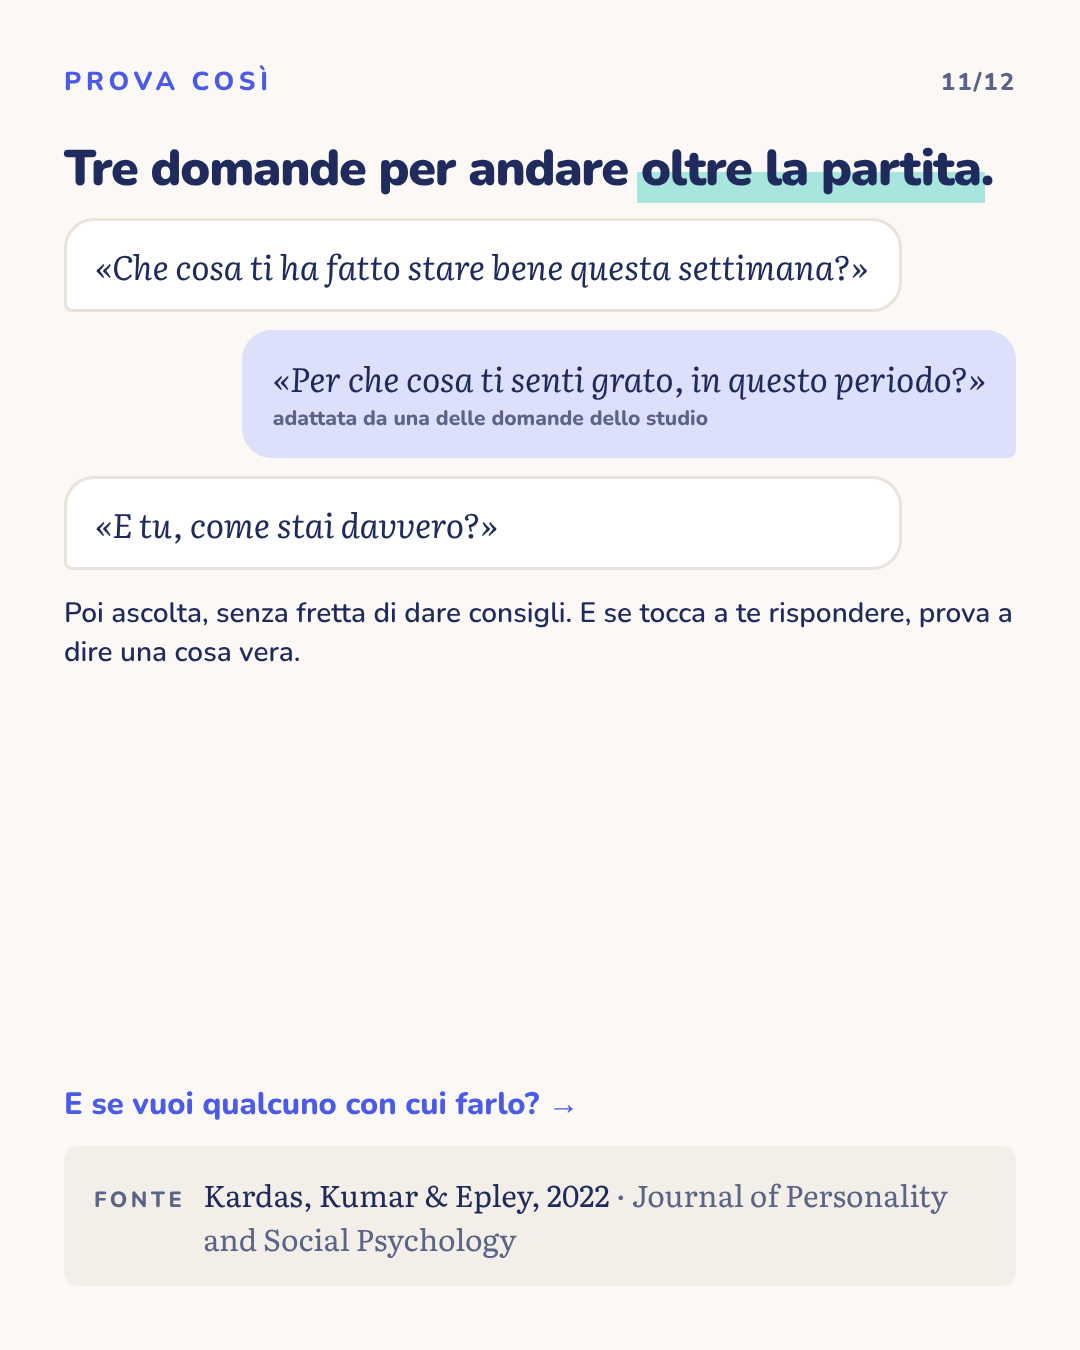 PROVA COSÌ
11/12
Tre domande per andare oltre la partita.
«Che cosa ti ha fatto stare bene questa settimana?»
«Per che cosa ti senti grato, in questo periodo?»
adattata da una delle domande dello studio
«E tu, come stai davvero?»
Poi ascolta, senza fretta di dare consigli. E se tocca a te rispondere, prova a
dire una cosa vera.
E se vuoi qualcuno con cui farlo? →
FONTE Kardas, Kumar & Epley, 2022 · Journal of Personality
and Social Psychology